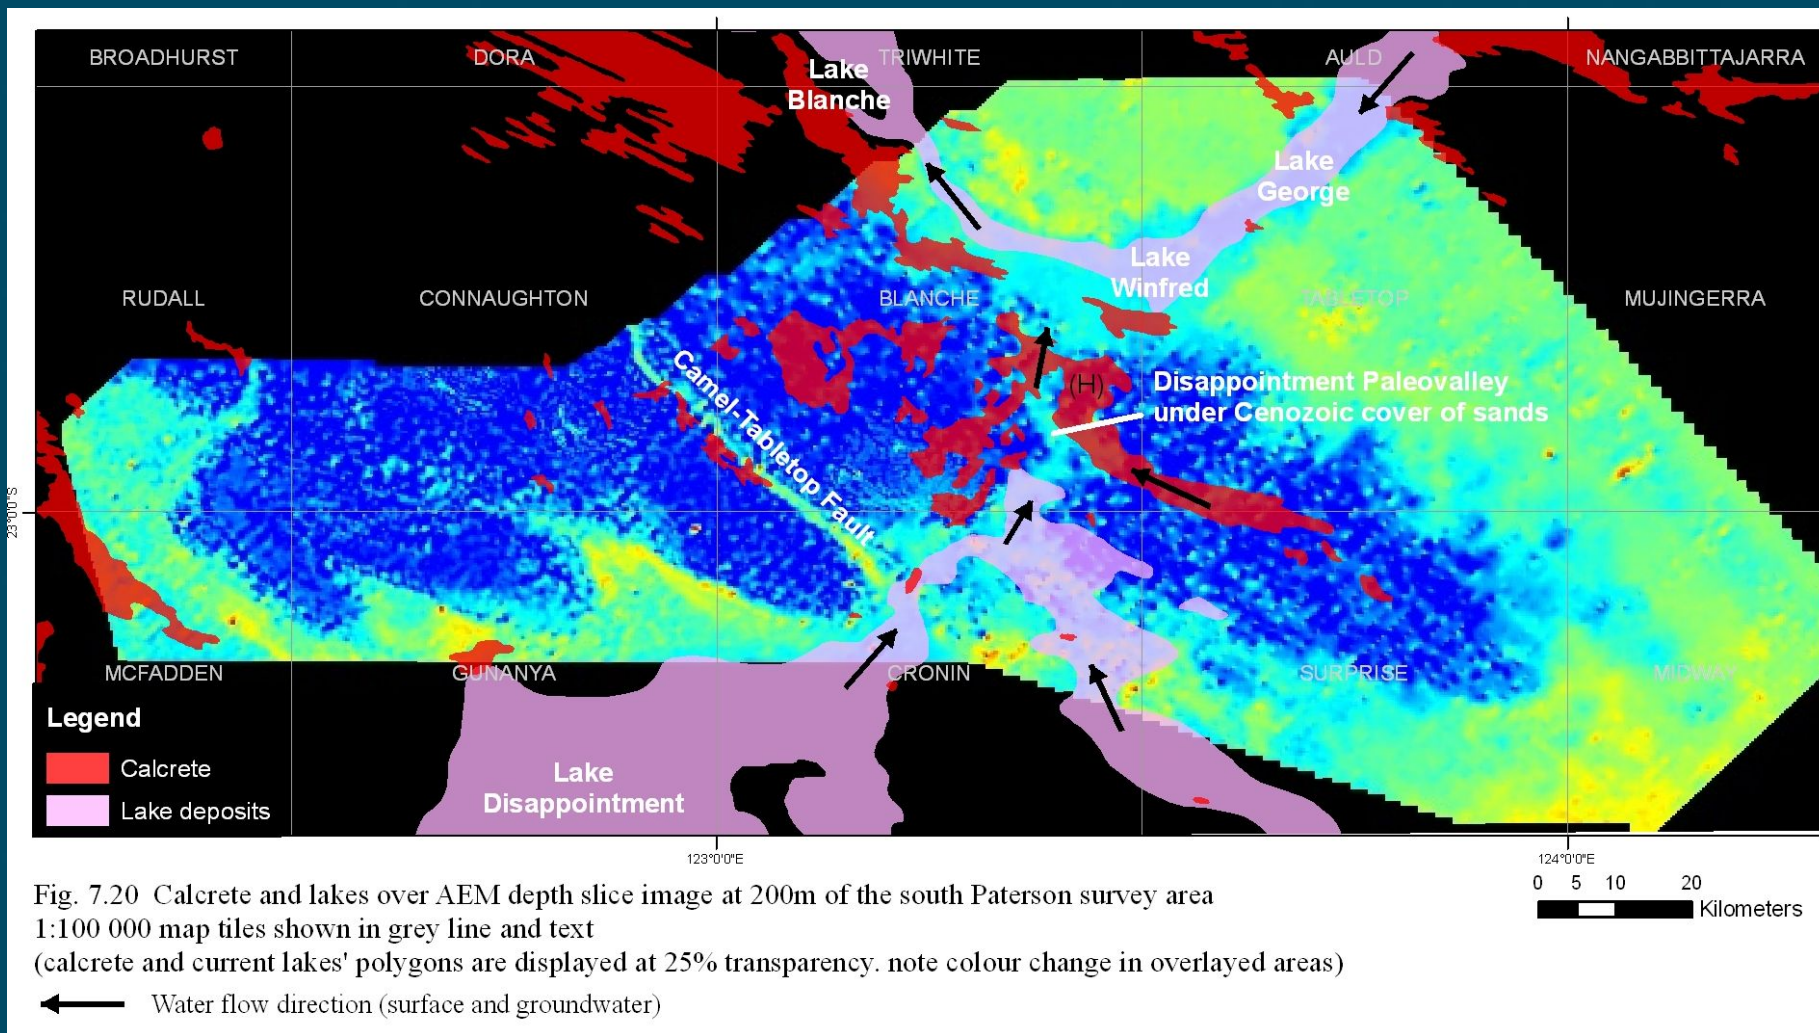 BROADHURST
DORA
TRIWHITE
AULD
NANGABBITTAJARRA
Lake
Blanche
Lake
George
Lake
Winfred
RUDALL
CONNAUGHTON
BLANCHE
TABLETOP
MUJINGERRA
Camel-Tabletop Fault
(H)
Disappointment Paleovalley
under Cenozoic cover of sands
23°0'0"S
MCFADDEN
GUNANYA
CRONIN
SURPRISE
MIDWAY
Legend
Calcrete
Lake deposits
Lake
Disappointment
123°0'0"E
124°0'0"E
0 5 10 20
Kilometers
Fig. 7.20 Calcrete and lakes over AEM depth slice image at 200m of the south Paterson survey area
1:100 000 map tiles shown in grey line and text
(calcrete and current lakes' polygons are displayed at 25% transparency. note colour change in overlayed areas)
Water flow direction (surface and groundwater)